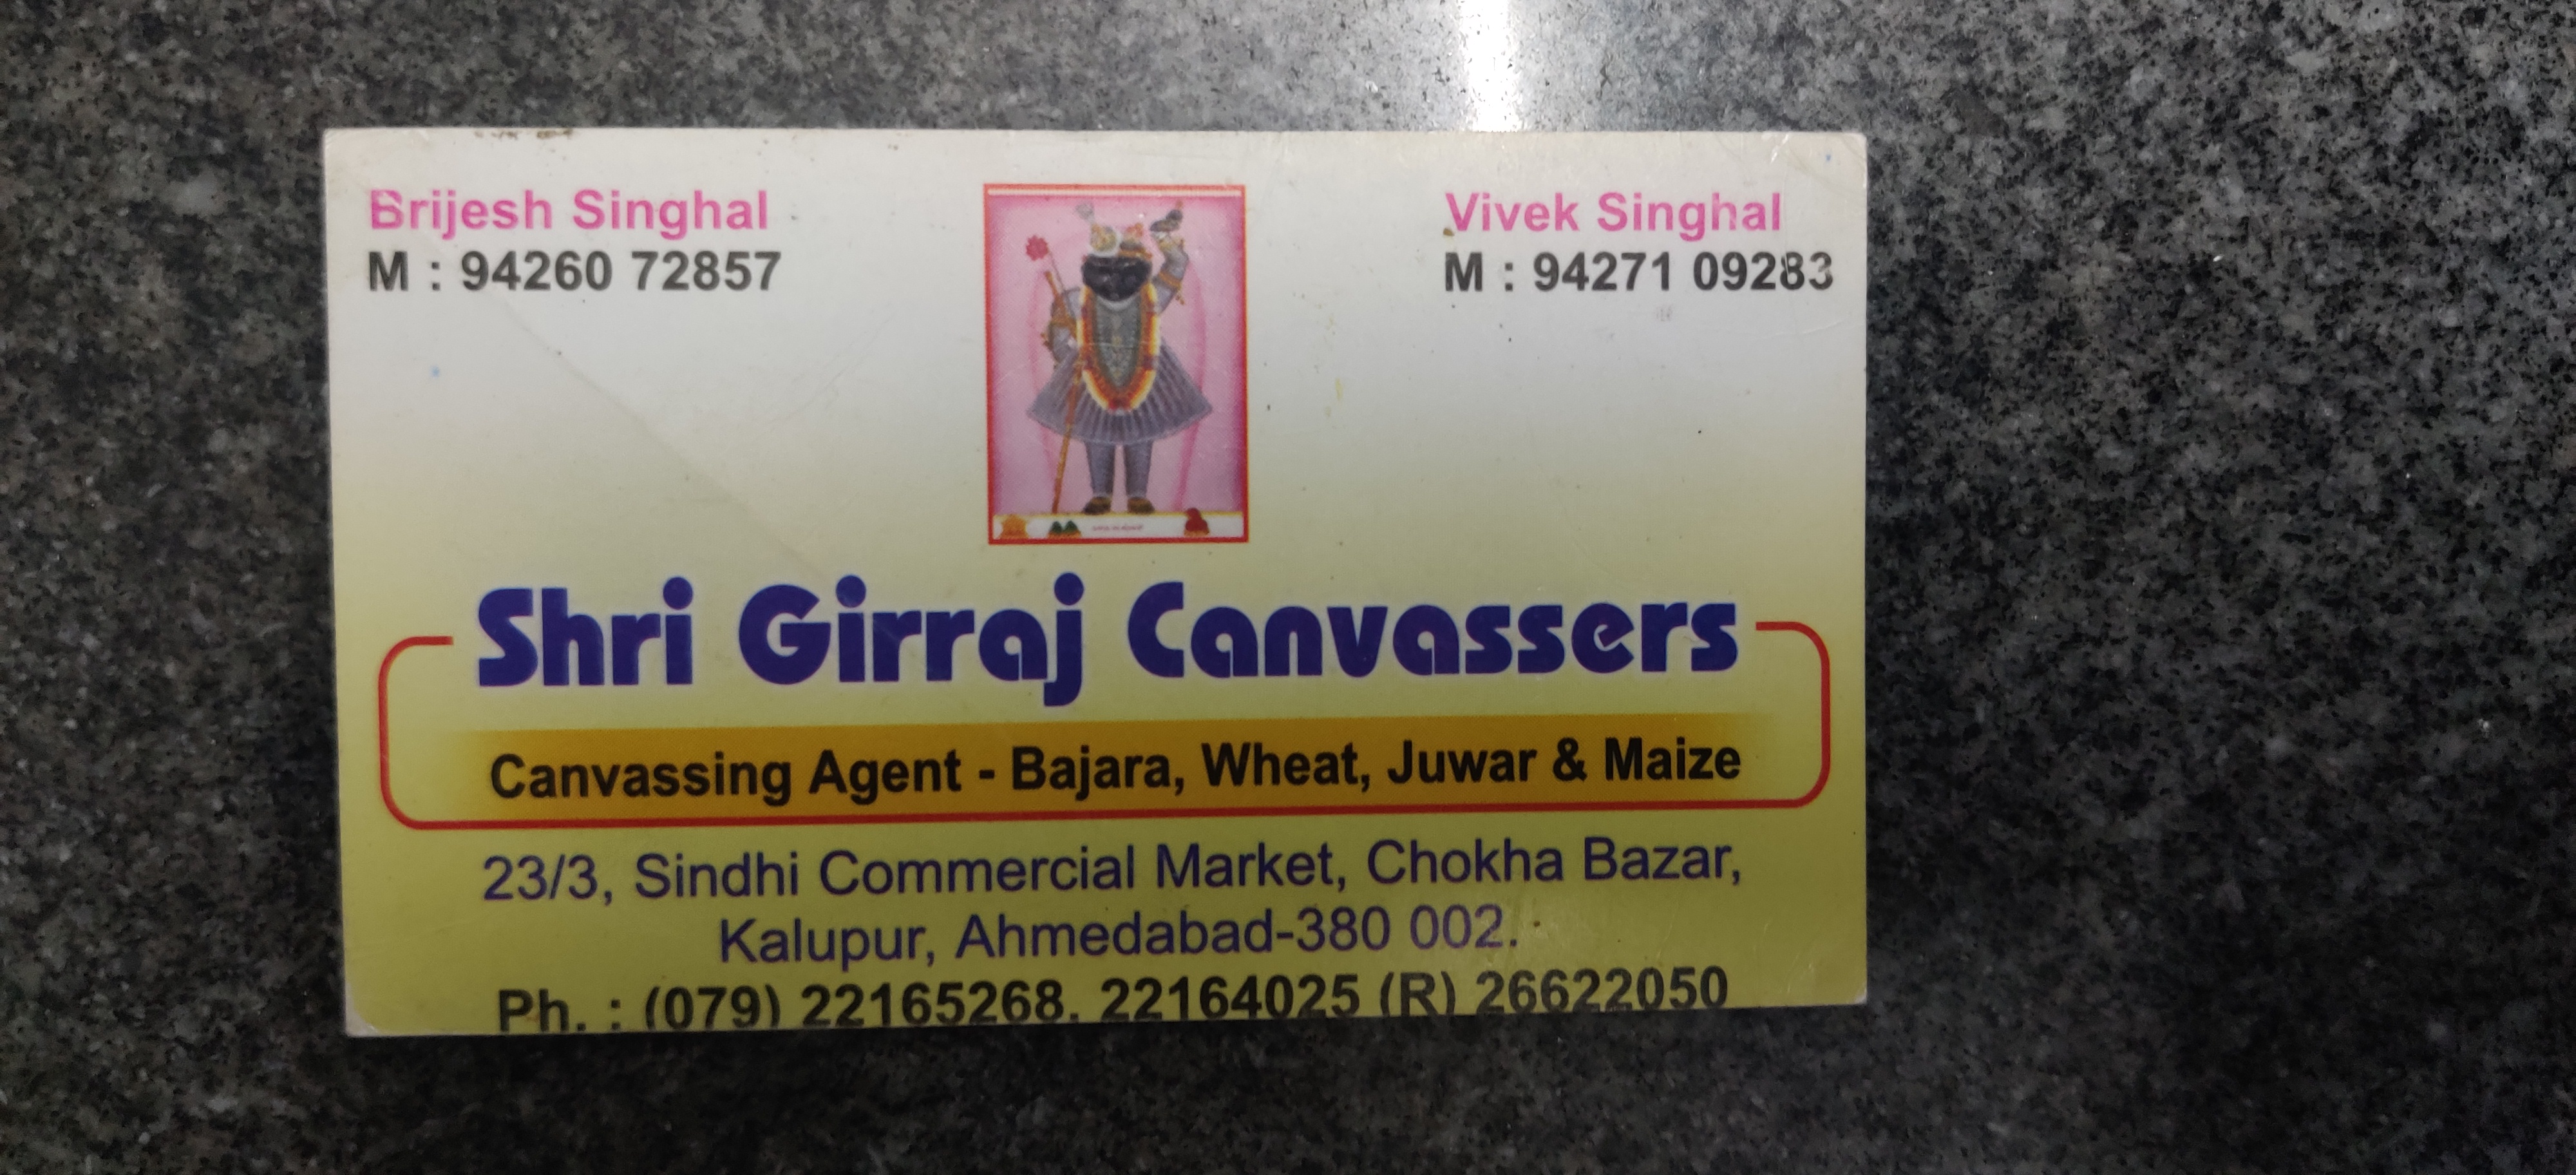 Brijesh Singhal
M : 94260 72857
Vivek Singhal
M : 94271 09283
Shri Girraj Canvassers
Canvassing Agent - Bajara, Wheat, Juwar & Maize
23/3, Sindhi Commercial Market, Chokha Bazar,
Kalupur, Ahmedabad-380 002.
Ph. : (079) 22165268, 22164025 (R) 26622050